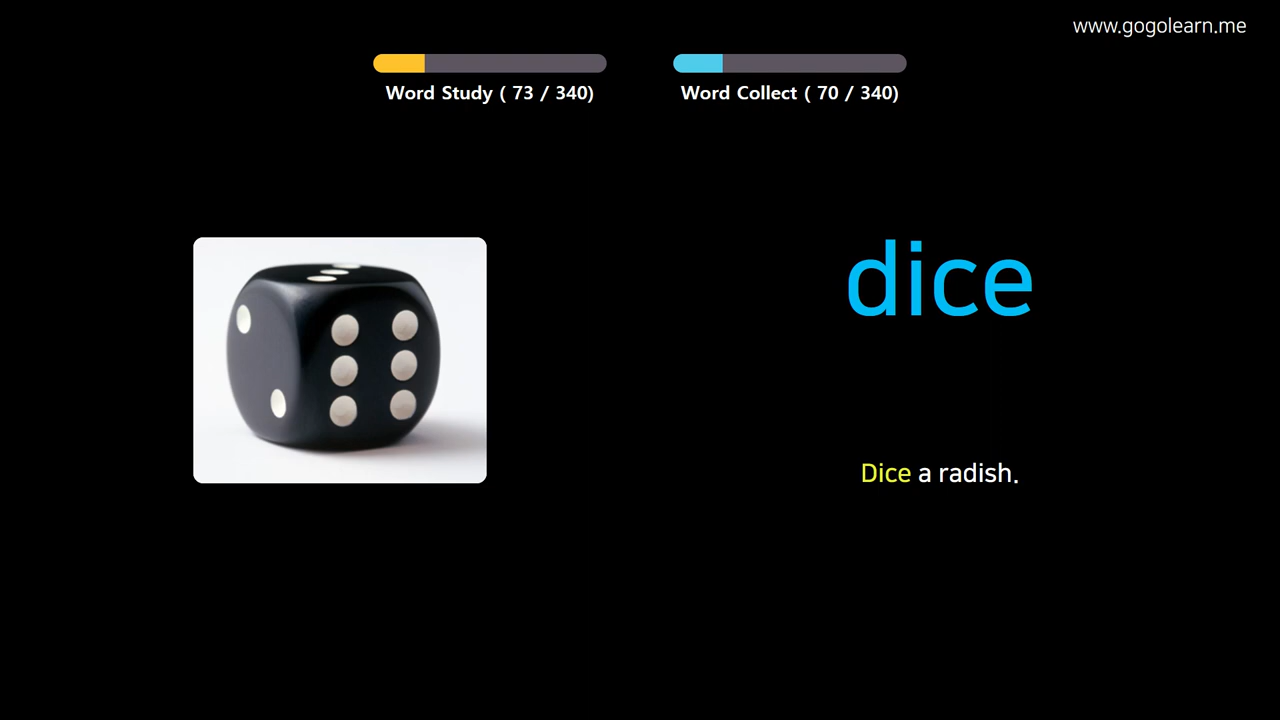 www.gogolearn.me
Word Study ( 73 / 340)
Word Collect ( 70 / 340)
dice
Dice a radish.